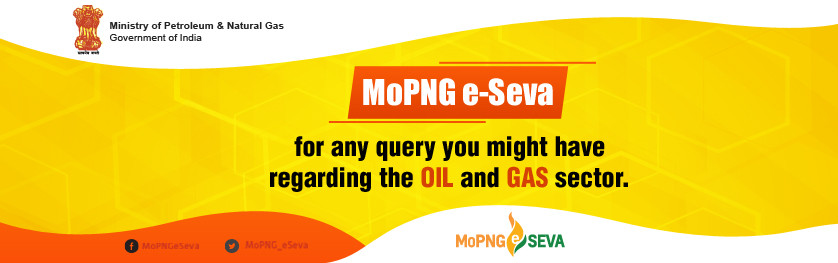 Ministry of Petroleum & Natural Gas
Government of India
MoPNG e-Seva
for any query you might have
regarding the OIL and GAS sector.
MoPNGeSeva
MoPNG_eSeva
MoPNG e SEVA